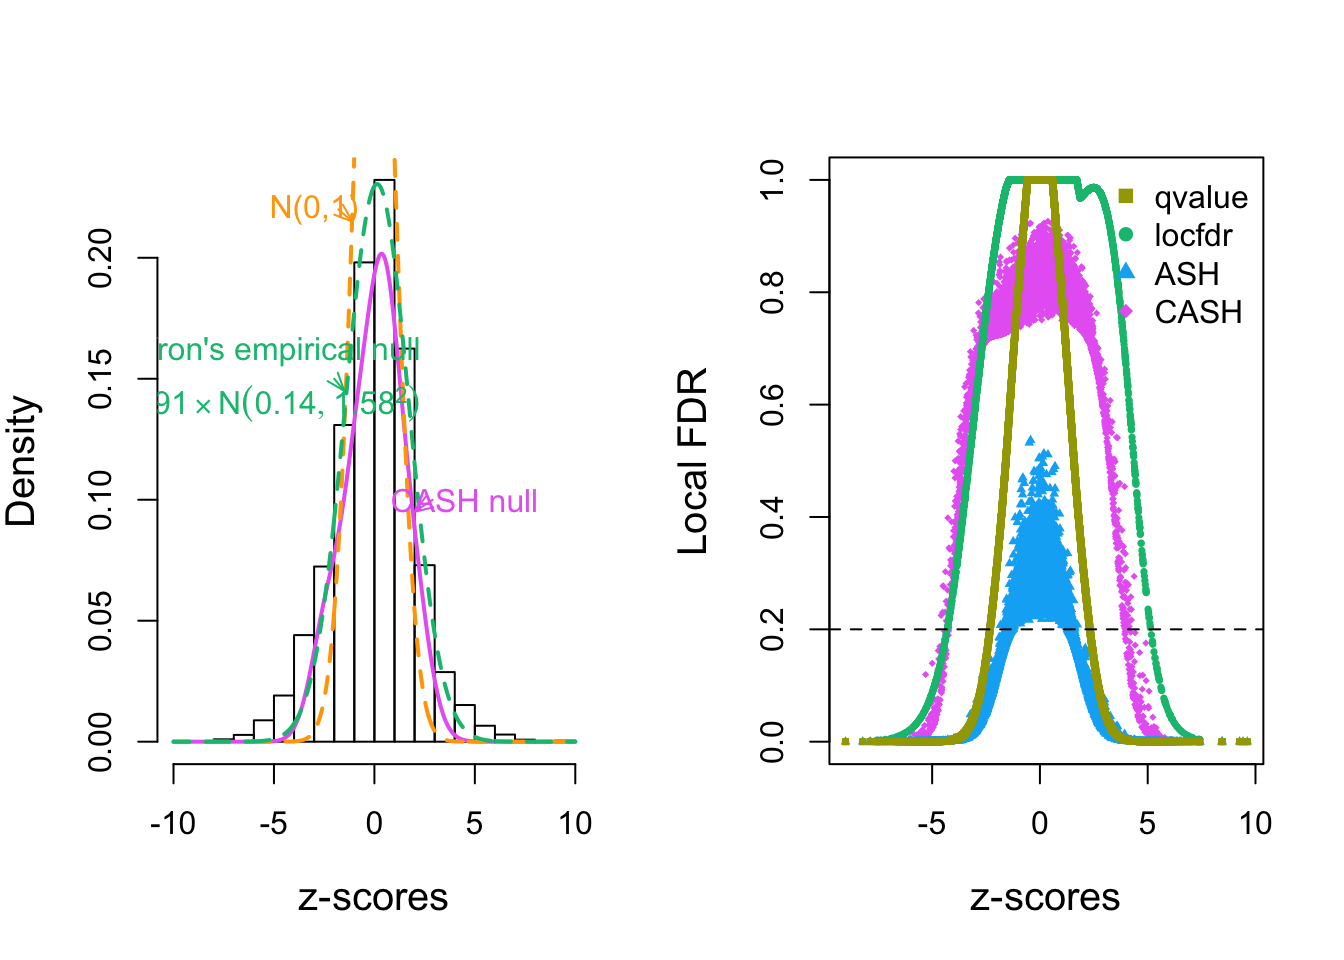 Density
0.00
0.05
0.10
0.15
0.20
N(0,1)
ron's empirical null
91×N(0.14, 1.58²)
CASH null
-10
-5
0
5
10
z-scores
Local FDR
0.0
0.2
0.4
0.6
0.8
1.0
qvalue
locfdr
ASH
CASH
-5
0
5
10
z-scores